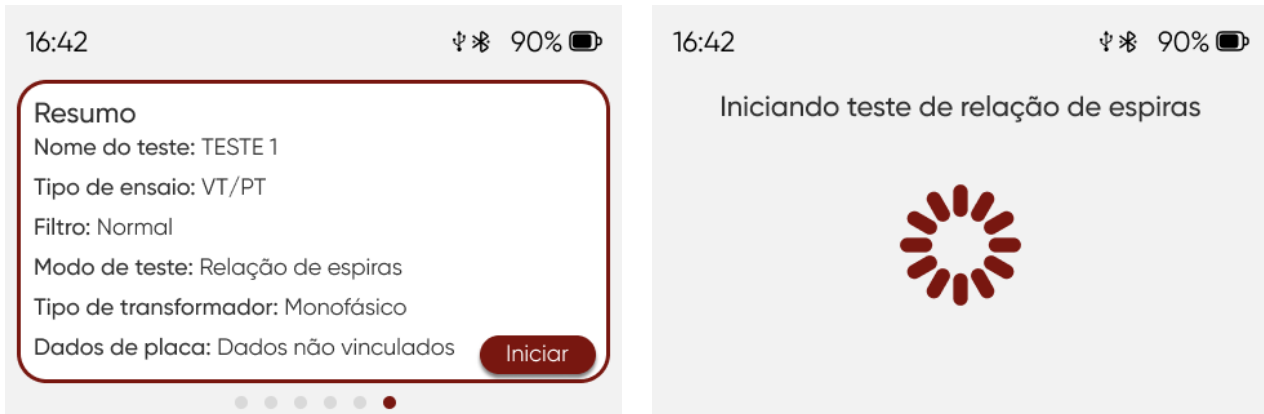 16:42 90%
Resumo
Nome do teste: TESTE 1
Tipo de ensaio: VT/PT
Filtro: Normal
Modo de teste: Relação de espiras
Tipo de transformador: Monofásico
Dados de placa: Dados não vinculados
Iniciar
16:42 90%
Iniciando teste de relação de espiras